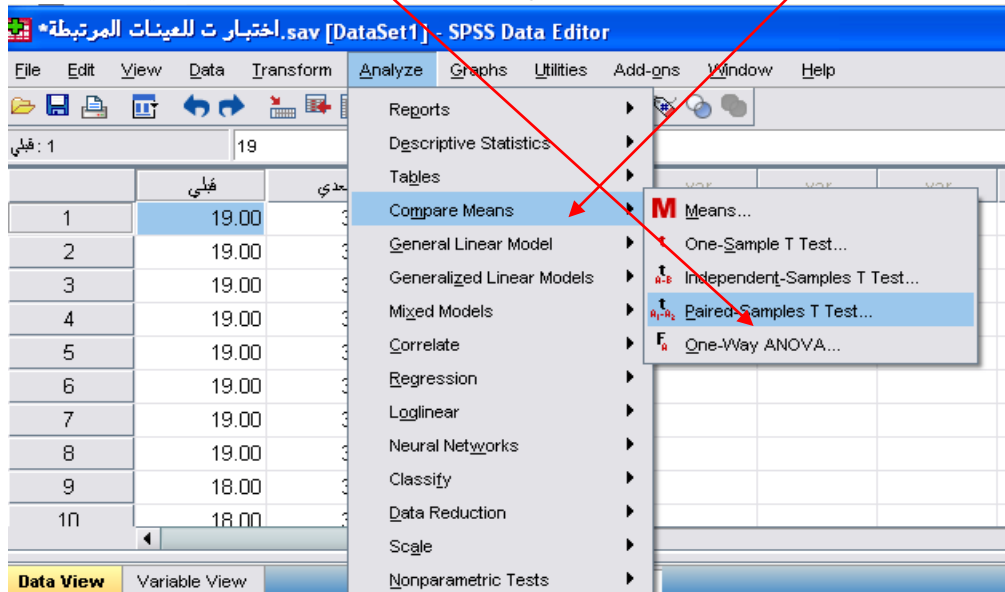 *اختبار ت للعينات المرتبطة.sav [DataSet1] - SPSS Data Editor
File Edit View Data Transform Analyze Graphs Utilities Add-ons Window Help
1 : قبلي 19
قبلي var var var
1 19.00
2 19.00
3 19.00
4 19.00
5 19.00
6 19.00
7 19.00
8 19.00
9 18.00
10 18.00
Reports
Descriptive Statistics
Tables
Compare Means
General Linear Model
Generalized Linear Models
Mixed Models
Correlate
Regression
Loglinear
Neural Networks
Classify
Data Reduction
Scale
Nonparametric Tests
M Means...
t One-Sample T Test...
Independent-Samples T Test...
Paired-Samples T Test...
One-Way ANOVA...
Data View Variable View